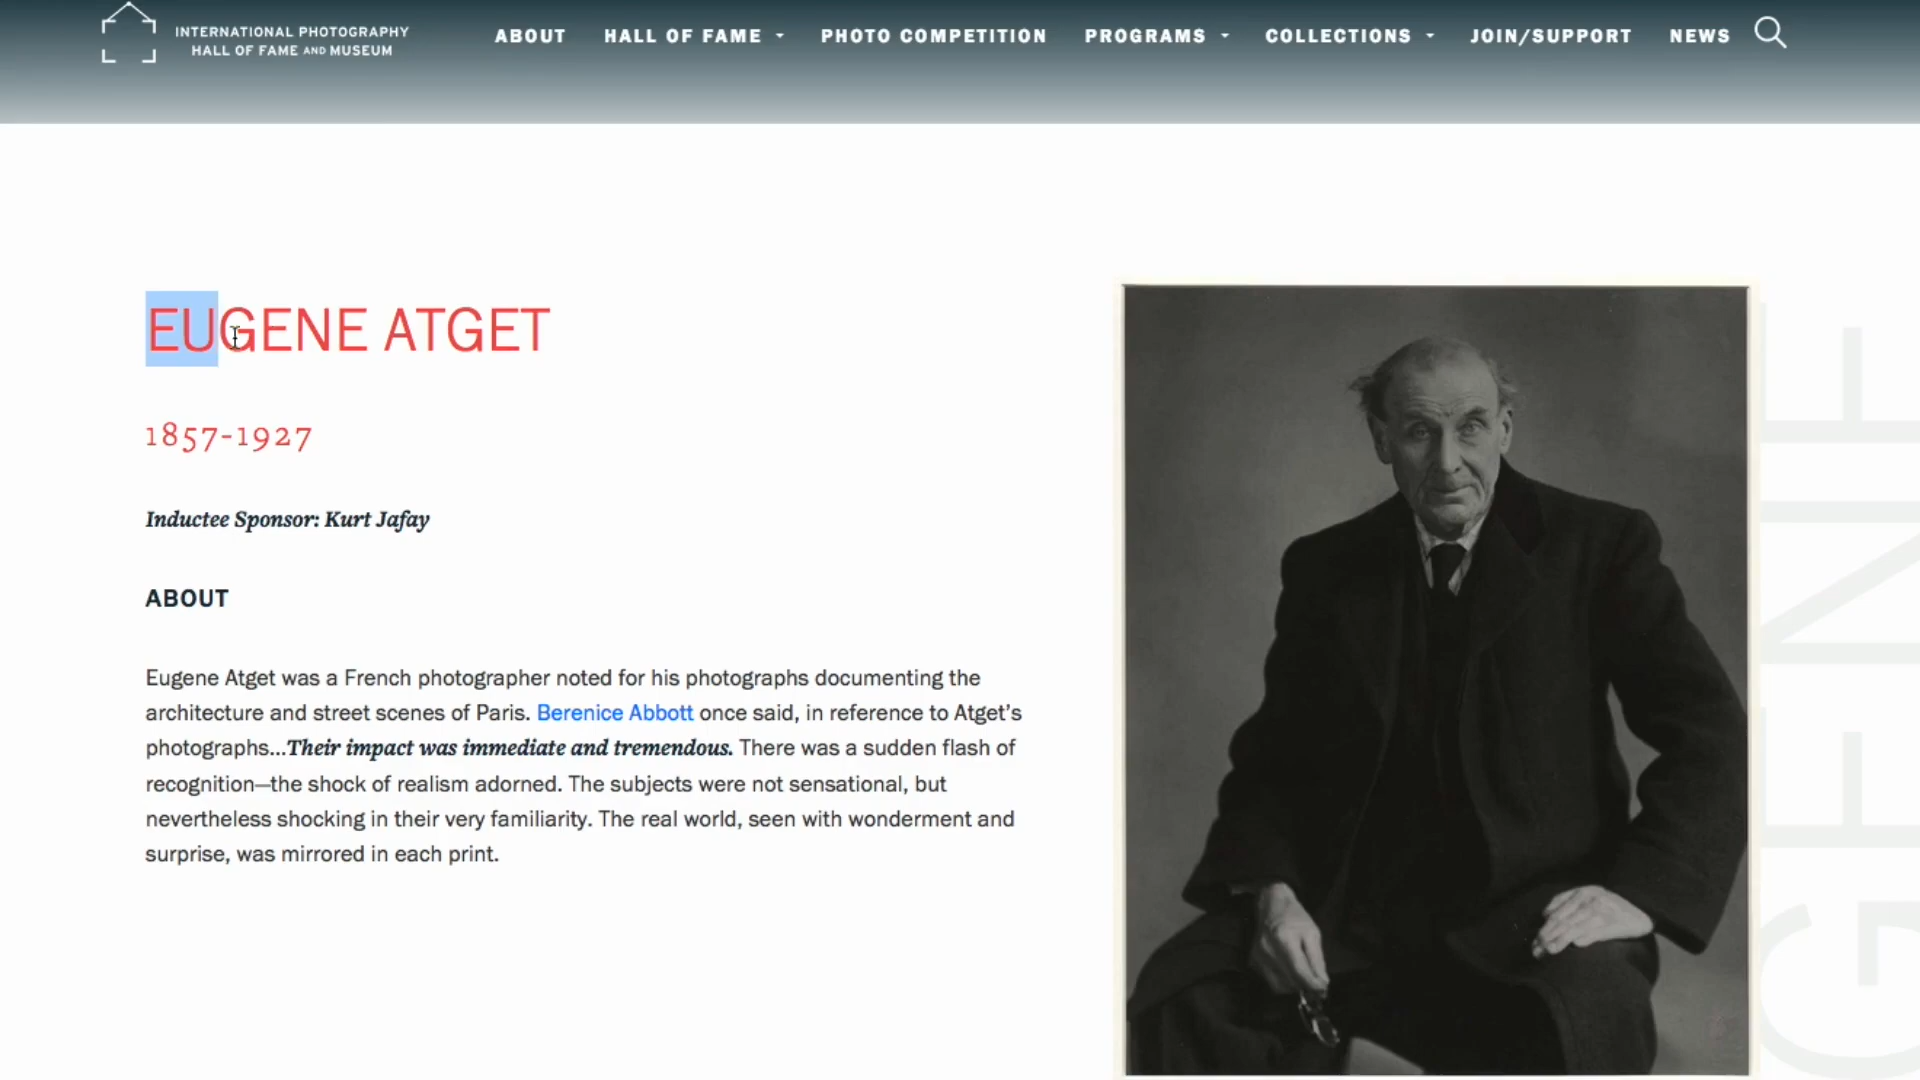 INTERNATIONAL PHOTOGRAPHY
HALL OF FAME AND MUSEUM
ABOUT
HALL OF FAME
PHOTO COMPETITION
PROGRAMS
COLLECTIONS
JOIN/SUPPORT
NEWS
EUGENE ATGET
1857-1927
Inductee Sponsor: Kurt Jafay
ABOUT
Eugene Atget was a French photographer noted for his photographs documenting the
architecture and street scenes of Paris. Berenice Abbott once said, in reference to Atget’s
photographs...Their impact was immediate and tremendous. There was a sudden flash of
recognition—the shock of realism adorned. The subjects were not sensational, but
nevertheless shocking in their very familiarity. The real world, seen with wonderment and
surprise, was mirrored in each print.
GENE